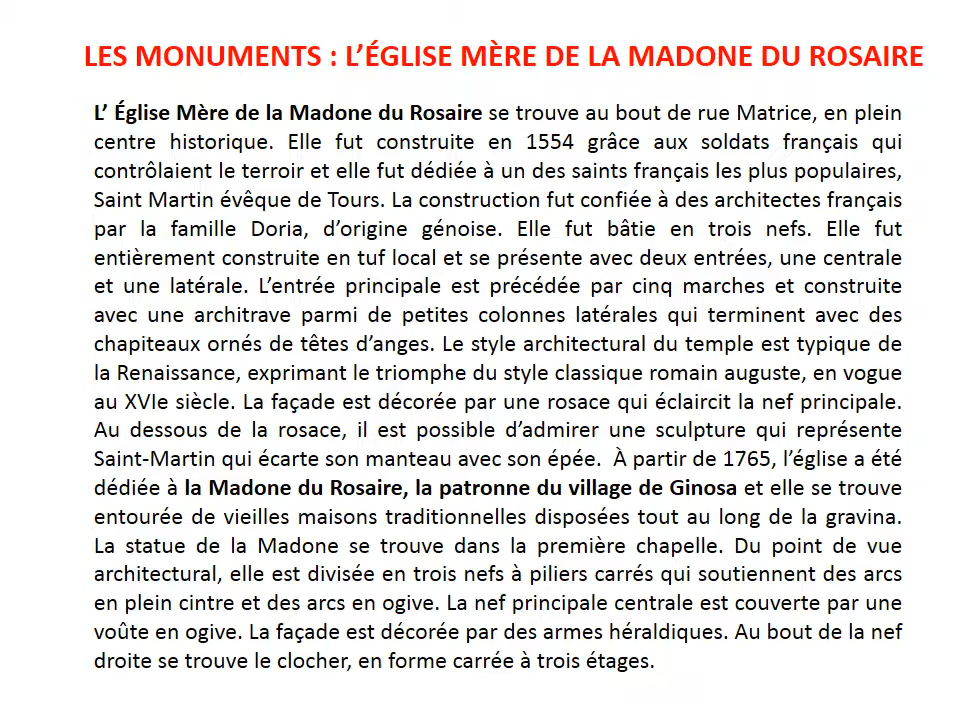 LES MONUMENTS : L’ÉGLISE MÈRE DE LA MADONE DU ROSAIRE
L’ Église Mère de la Madone du Rosaire se trouve au bout de rue Matrice, en plein
centre historique. Elle fut construite en 1554 grâce aux soldats français qui
contrôlaient le terroir et elle fut dédiée à un des saints français les plus populaires,
Saint Martin évêque de Tours. La construction fut confiée à des architectes français
par la famille Doria, d’origine génoise. Elle fut bâtie en trois nefs. Elle fut
entièrement construite en tuf local et se présente avec deux entrées, une centrale
et une latérale. L’entrée principale est précédée par cinq marches et construite
avec une architrave parmi de petites colonnes latérales qui terminent avec des
chapiteaux ornés de têtes d’anges. Le style architectural du temple est typique de
la Renaissance, exprimant le triomphe du style classique romain auguste, en vogue
au XVIe siècle. La façade est décorée par une rosace qui éclaircit la nef principale.
Au dessous de la rosace, il est possible d’admirer une sculpture qui représente
Saint-Martin qui écarte son manteau avec son épée. À partir de 1765, l’église a été
dédiée à la Madone du Rosaire, la patronne du village de Ginosa et elle se trouve
entourée de vieilles maisons traditionnelles disposées tout au long de la gravina.
La statue de la Madone se trouve dans la première chapelle. Du point de vue
architectural, elle est divisée en trois nefs à piliers carrés qui soutiennent des arcs
en plein cintre et des arcs en ogive. La nef principale centrale est couverte par une
voûte en ogive. La façade est décorée par des armes héraldiques. Au bout de la nef
droite se trouve le clocher, en forme carrée à trois étages.